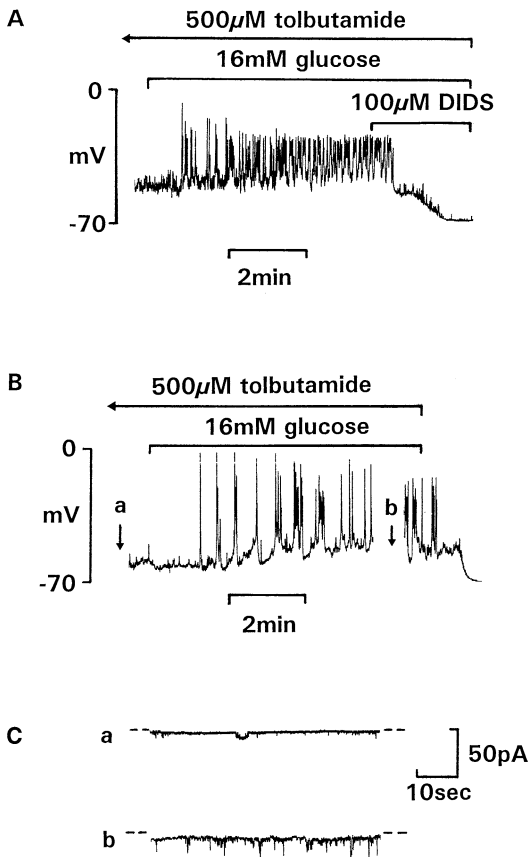 A
500µM tolbutamide
16mM glucose
100µM DIDS
0
mV
-70
2min
B
500µM tolbutamide
16mM glucose
0
a
b
mV
-70
2min
C
a
50pA
10sec
b